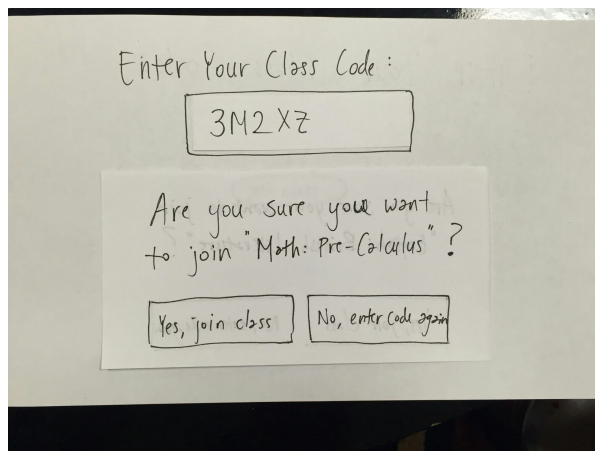 Enter Your Class Code:
3M2XZ
Are you sure you want
to join "Math: Pre-Calculus"?
Yes, join class
No, enter code again